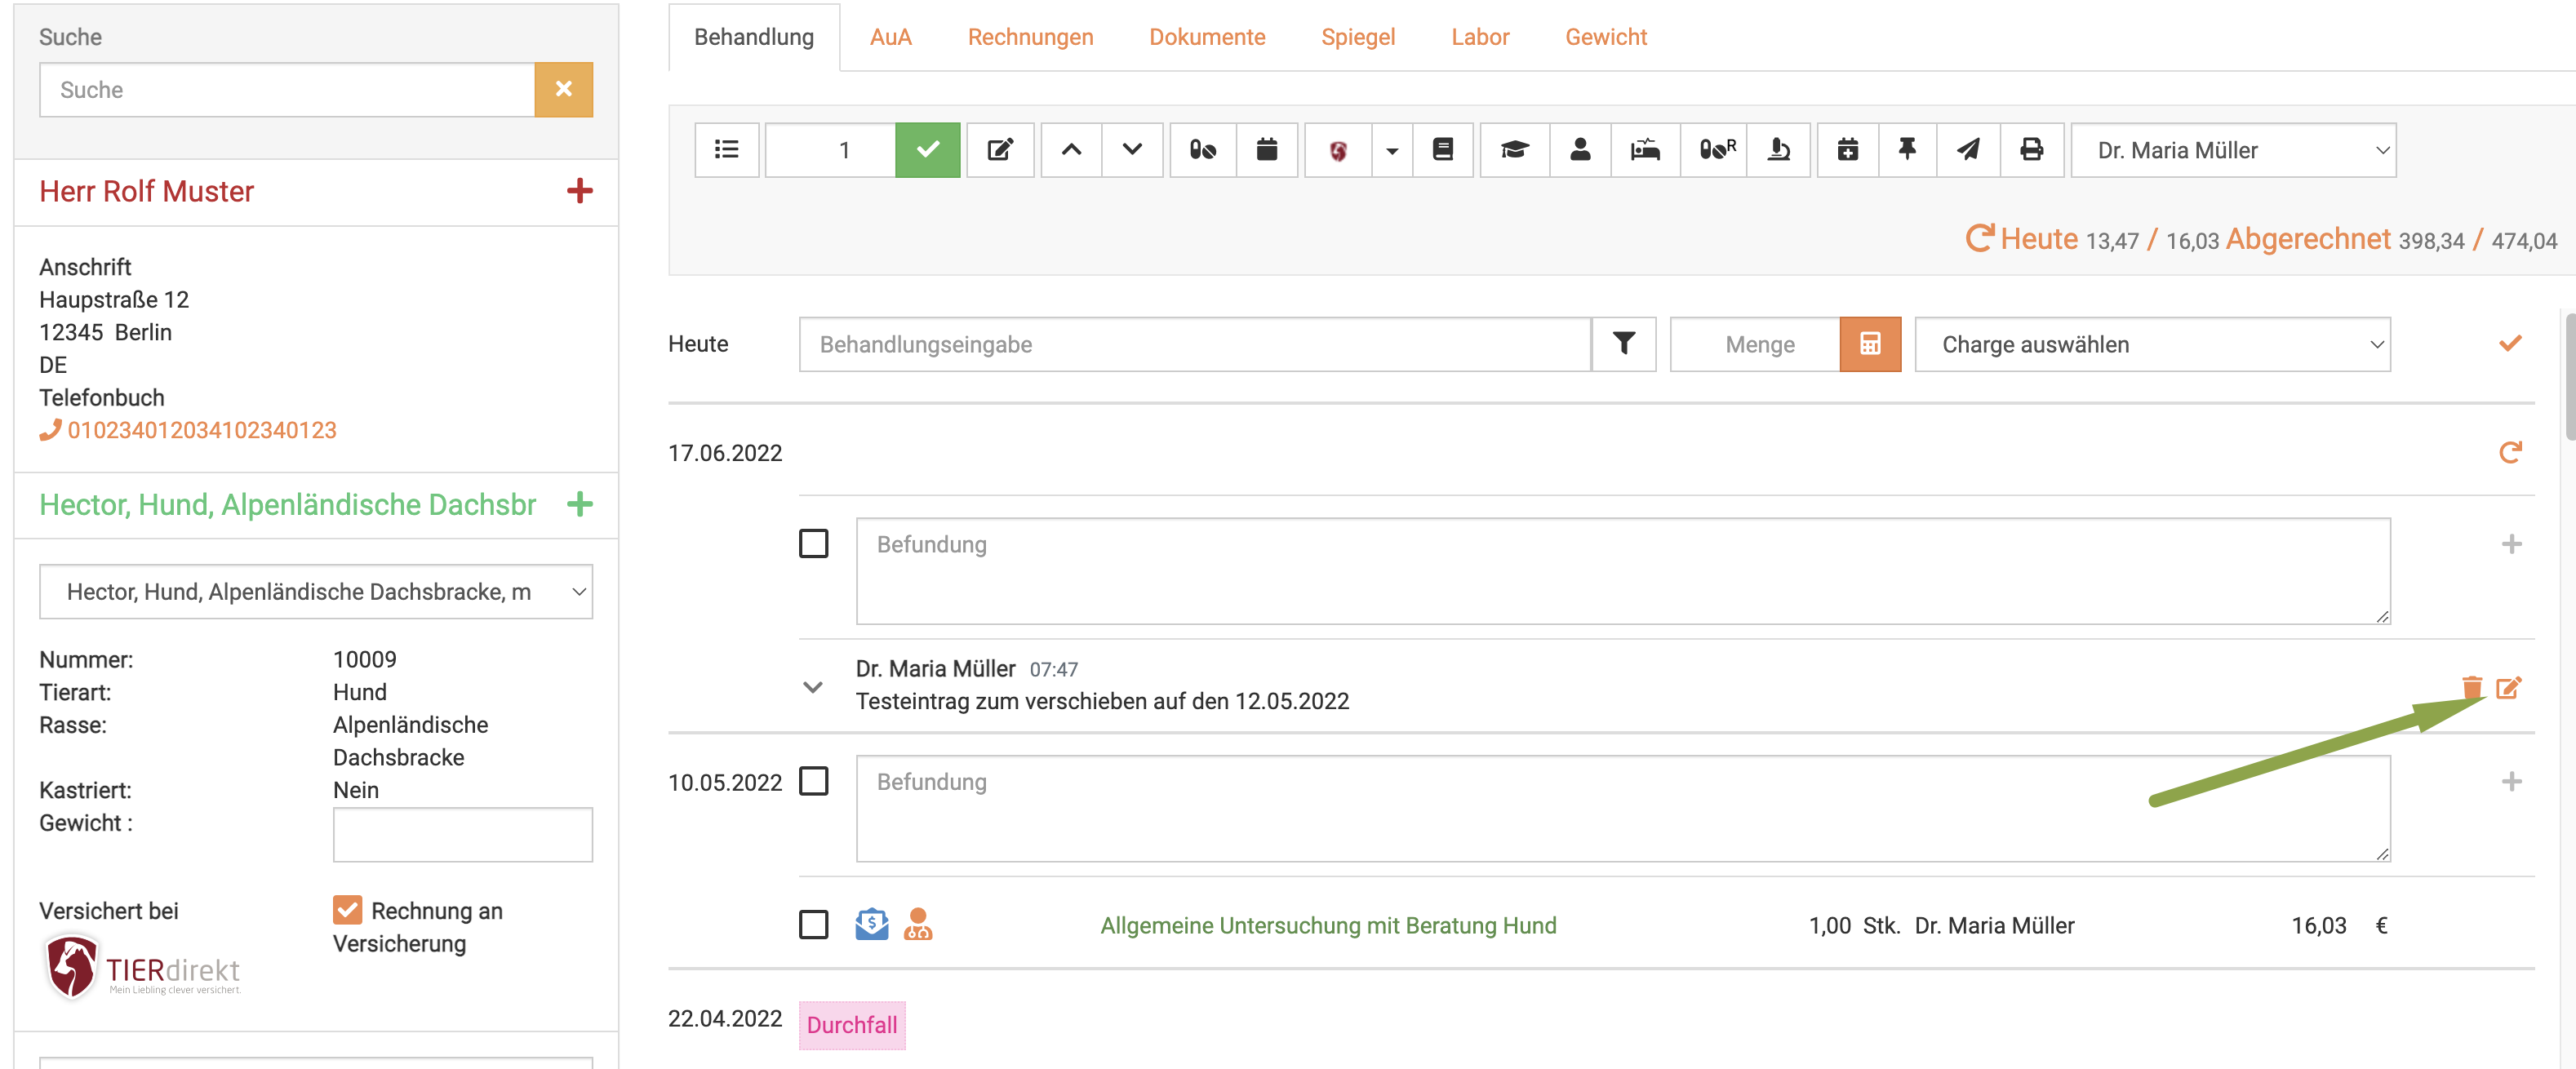 Suche
Suche
Herr Rolf Muster
Anschrift
Haupstraße 12
12345 Berlin
DE
Telefonbuch
010234012034102340123
Hector, Hund, Alpenländische Dachsbr
Hector, Hund, Alpenländische Dachsbracke, m
Nummer: 10009
Tierart: Hund
Rasse: Alpenländische
Dachsbracke
Kastriert: Nein
Gewicht :
Versichert bei Rechnung an
Versicherung
TIERdirekt
Mein Liebling clever versichert.
Behandlung AuA Rechnungen Dokumente Spiegel Labor Gewicht
1 R Dr. Maria Müller
Heute 13,47 / 16,03 Abgerechnet 398,34 / 474,04
Heute Behandlungseingabe Menge Charge auswählen
17.06.2022
Befundung
Dr. Maria Müller 07:47
Testeintrag zum verschieben auf den 12.05.2022
10.05.2022 Befundung
$ Allgemeine Untersuchung mit Beratung Hund 1,00 Stk. Dr. Maria Müller 16,03 €
22.04.2022 Durchfall